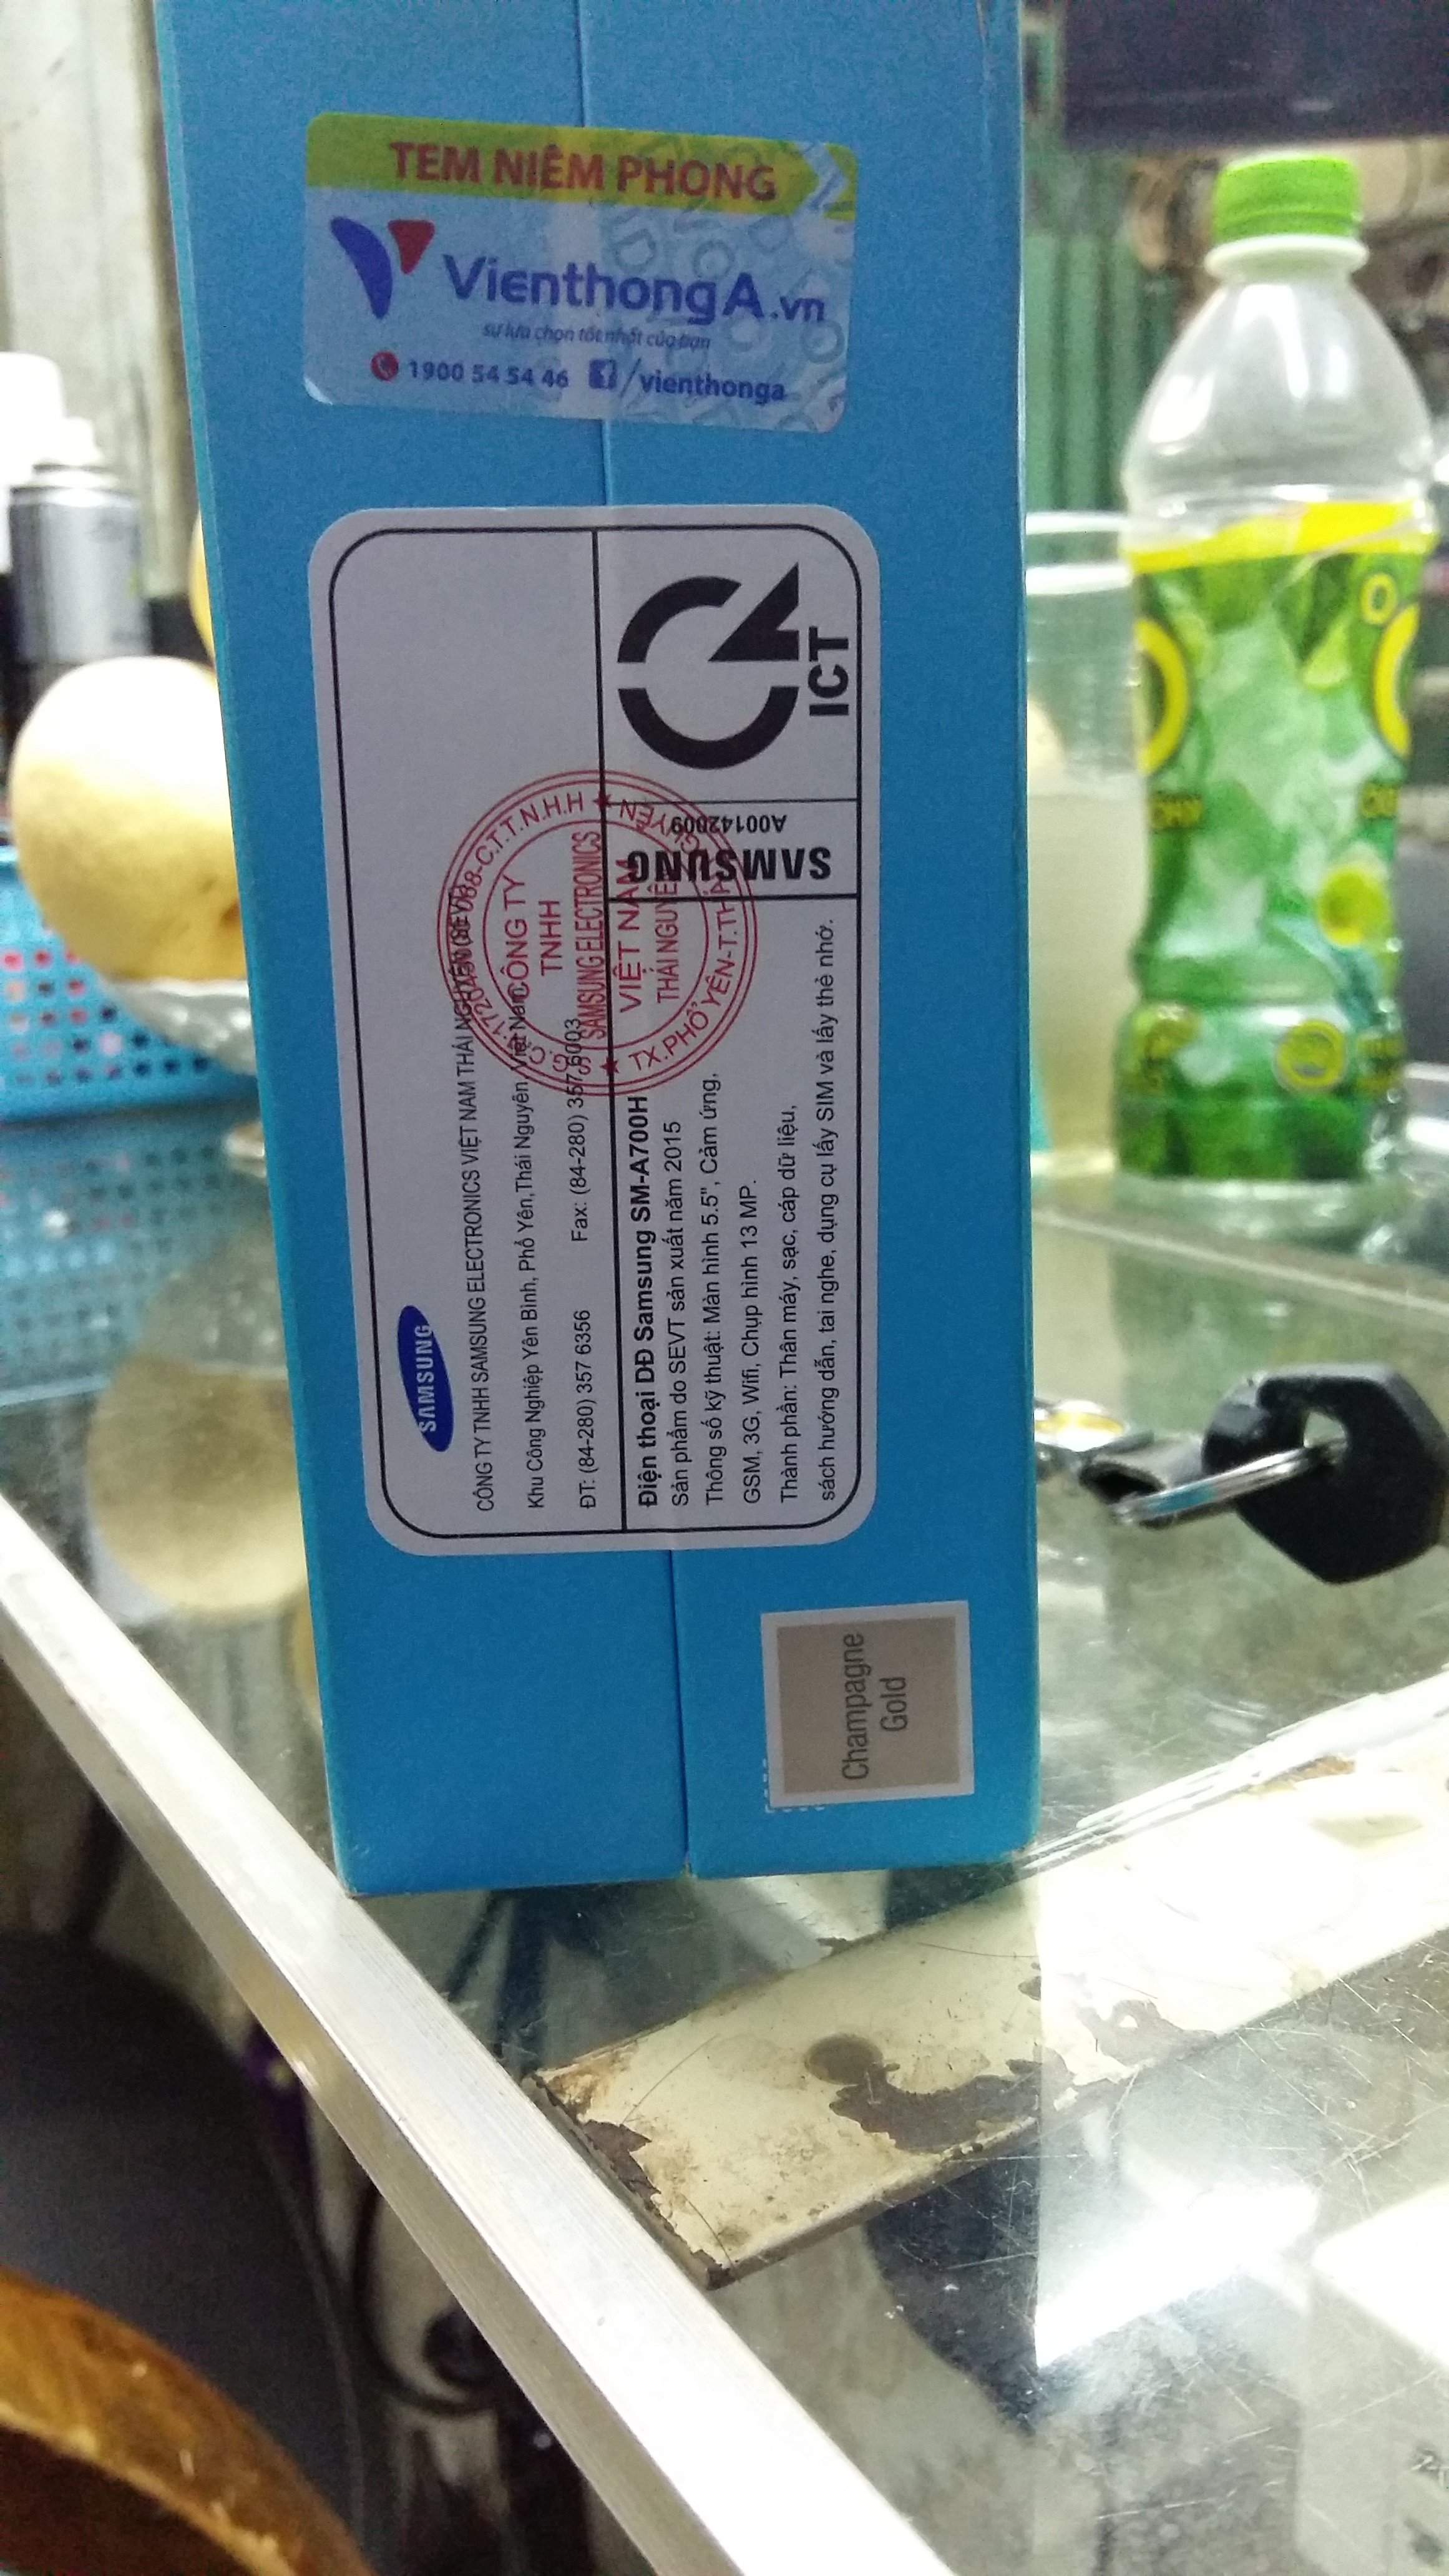 TEM NIÊM PHONG
VienthongA.vn
sự lựa chọn tốt nhất của bạn
1900 54 54 46 f/vienthonga
SAMSUNG
CÔNG TY TNHH SAMSUNG ELECTRONICS VIỆT NAM THÁI NGUYÊN (SEVT)
Khu Công Nghiệp Yên Bình, Phổ Yên,Thái Nguyên, Việt Nam
ĐT: (84-280) 357 6356 Fax: (84-280) 357 6003
Điện thoại DĐ Samsung SM-A700H
Sản phẩm do SEVT sản xuất năm 2015
Thông số kỹ thuật: Màn hình 5.5", Cảm ứng,
GSM, 3G, Wifi, Chụp hình 13 MP.
Thành phần: Thân máy, sạc, cáp dữ liệu,
sách hướng dẫn, tai nghe, dụng cụ lấy SIM và lấy thẻ nhớ.
SAMSUNG
A00142009
ICT
C.T.T.N.H.H
CÔNG TY
TNHH
SAMSUNG ELECTRONICS
VIỆT NAM
THÁI NGUYÊN
TX.PHỔ YÊN-T.THÁI NGUYÊN
Champagne
Gold